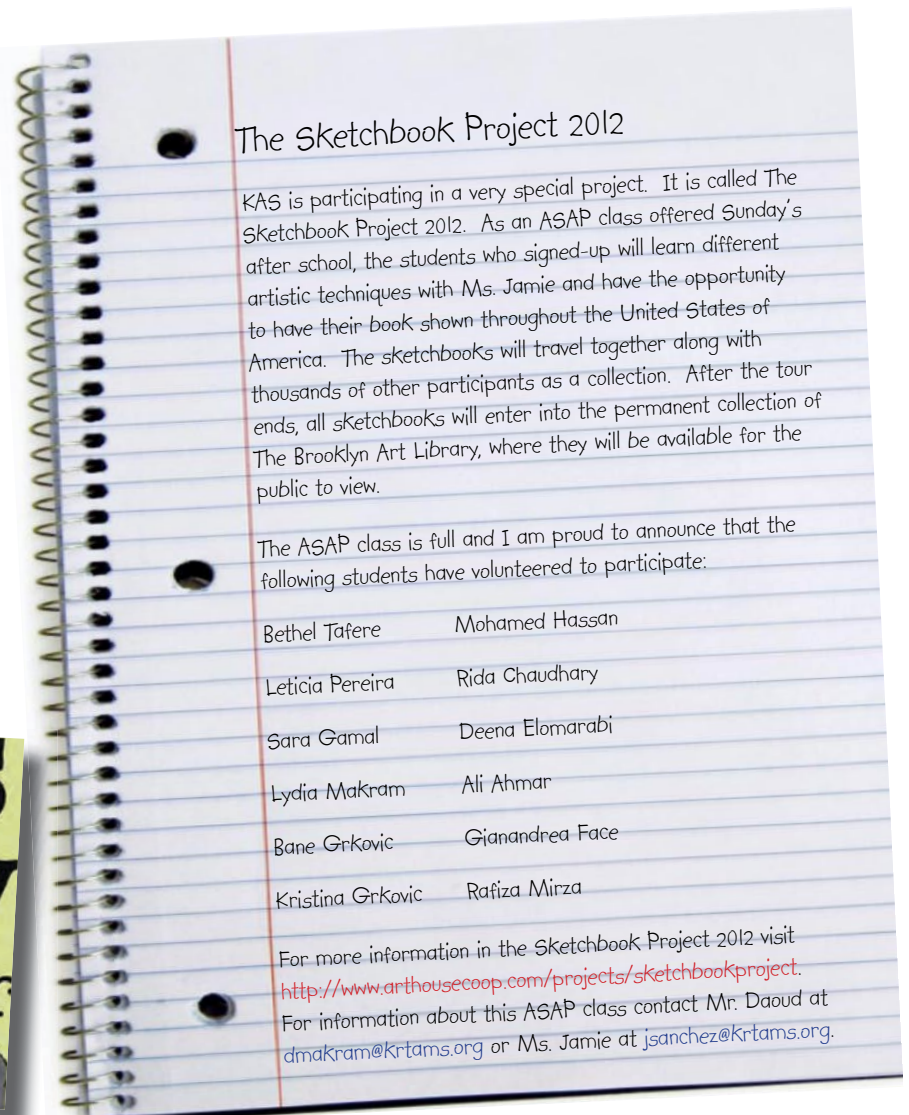 The Sketchbook Project 2012
KAS is participating in a very special project. It is called The
Sketchbook Project 2012. As an ASAP class offered Sunday's
after school, the students who signed-up will learn different
artistic techniques with Ms. Jamie and have the opportunity
to have their book shown throughout the United States of
America. The sketchbooks will travel together along with
thousands of other participants as a collection. After the tour
ends, all sketchbooks will enter into the permanent collection of
The Brooklyn Art Library, where they will be available for the
public to view.
The ASAP class is full and I am proud to announce that the
following students have volunteered to participate:
Bethel Tafere Mohamed Hassan
Leticia Pereira Rida Chaudhary
Sara Gamal Deena Elomarabi
Lydia Makram Ali Ahmar
Bane Grkovic Gianandrea Face
Kristina Grkovic Rafiza Mirza
For more information in the Sketchbook Project 2012 visit
http://www.arthousecoop.com/projects/sketchbookproject.
For information about this ASAP class contact Mr. Daoud at
dmakram@krtams.org or Ms. Jamie at jsanchez@krtams.org.